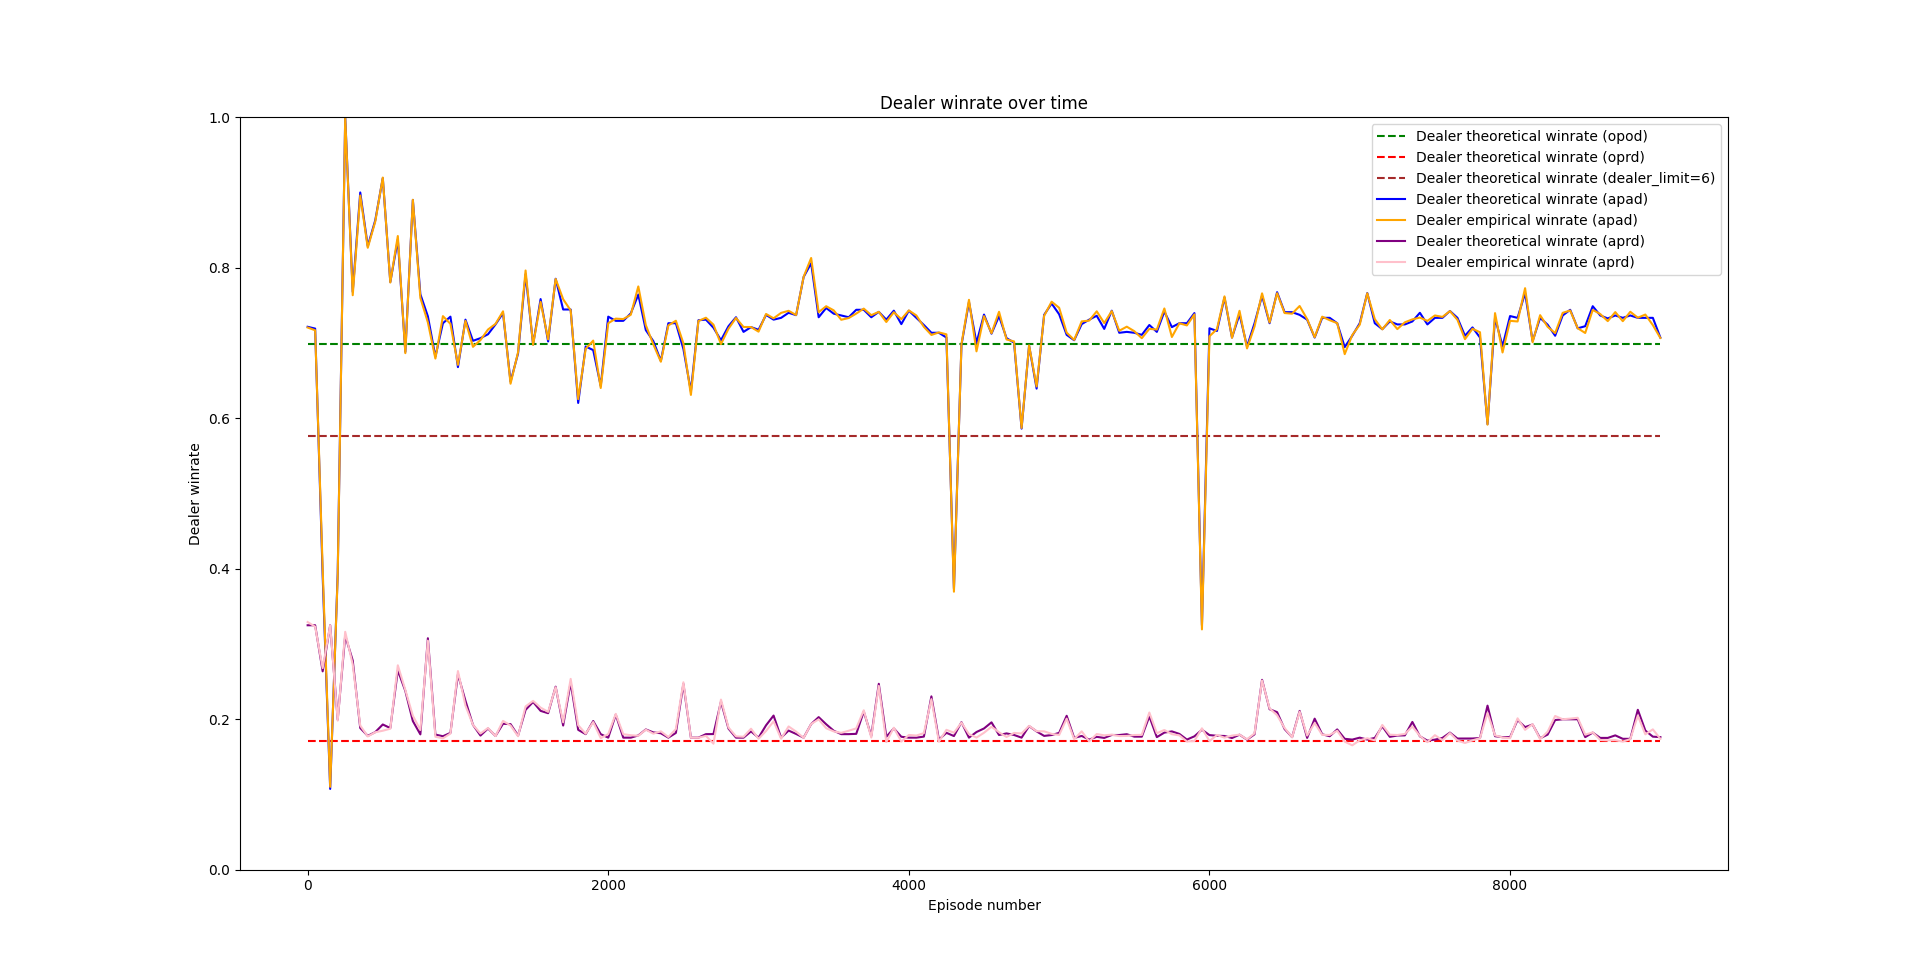 Dealer winrate over time
1.0
0.8
0.6
0.4
0.2
0.0
Dealer winrate
Dealer theoretical winrate (opod)
Dealer theoretical winrate (oprd)
Dealer theoretical winrate (dealer_limit=6)
Dealer theoretical winrate (apad)
Dealer empirical winrate (apad)
Dealer theoretical winrate (aprd)
Dealer empirical winrate (aprd)
0 2000 4000 6000 8000
Episode number